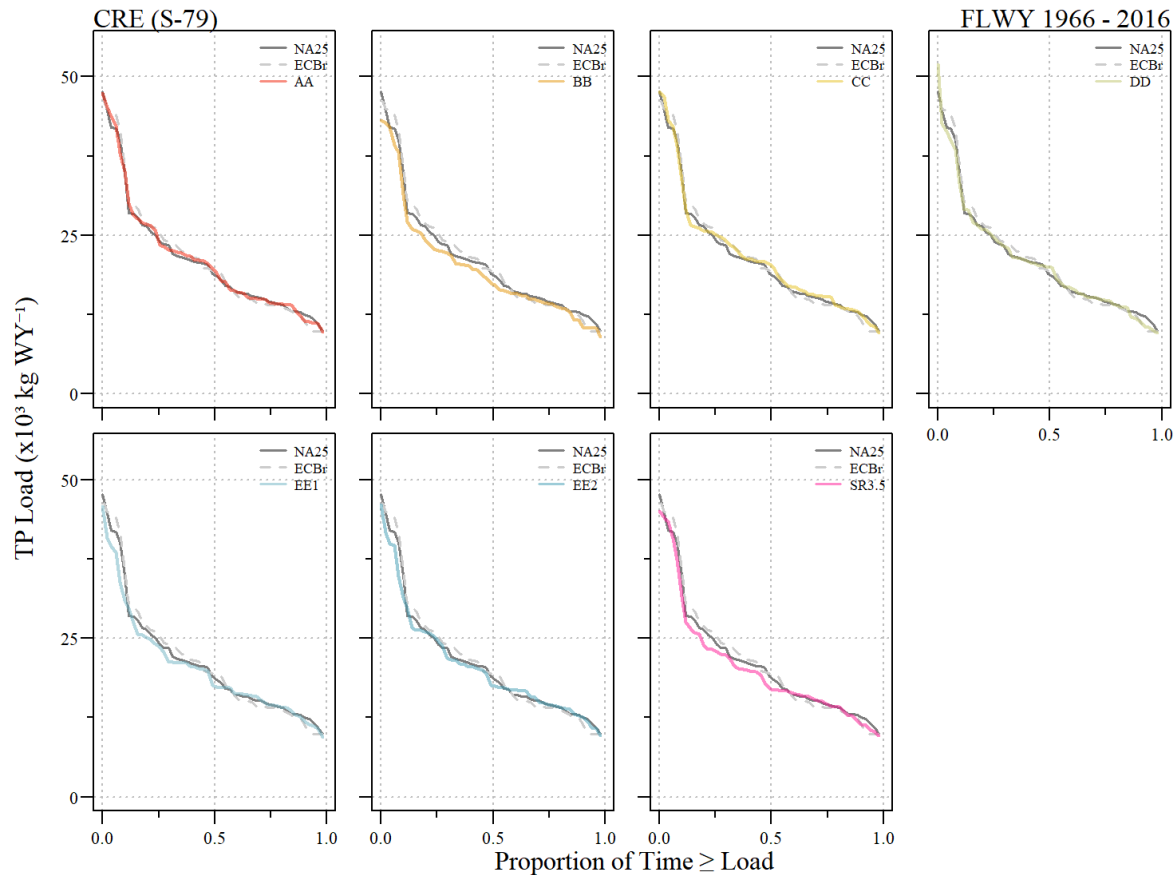 CRE (S-79)
FLWY 1966 - 2016
NA25
ECBr
AA
NA25
ECBr
BB
NA25
ECBr
CC
NA25
ECBr
DD
50
25
0
0.0
0.5
1.0
NA25
ECBr
EE1
NA25
ECBr
EE2
NA25
ECBr
SR3.5
50
25
0
0.0
0.5
1.0
0.0
0.5
1.0
0.0
0.5
1.0
TP Load (x10³ kg WY⁻¹)
Proportion of Time ≥ Load